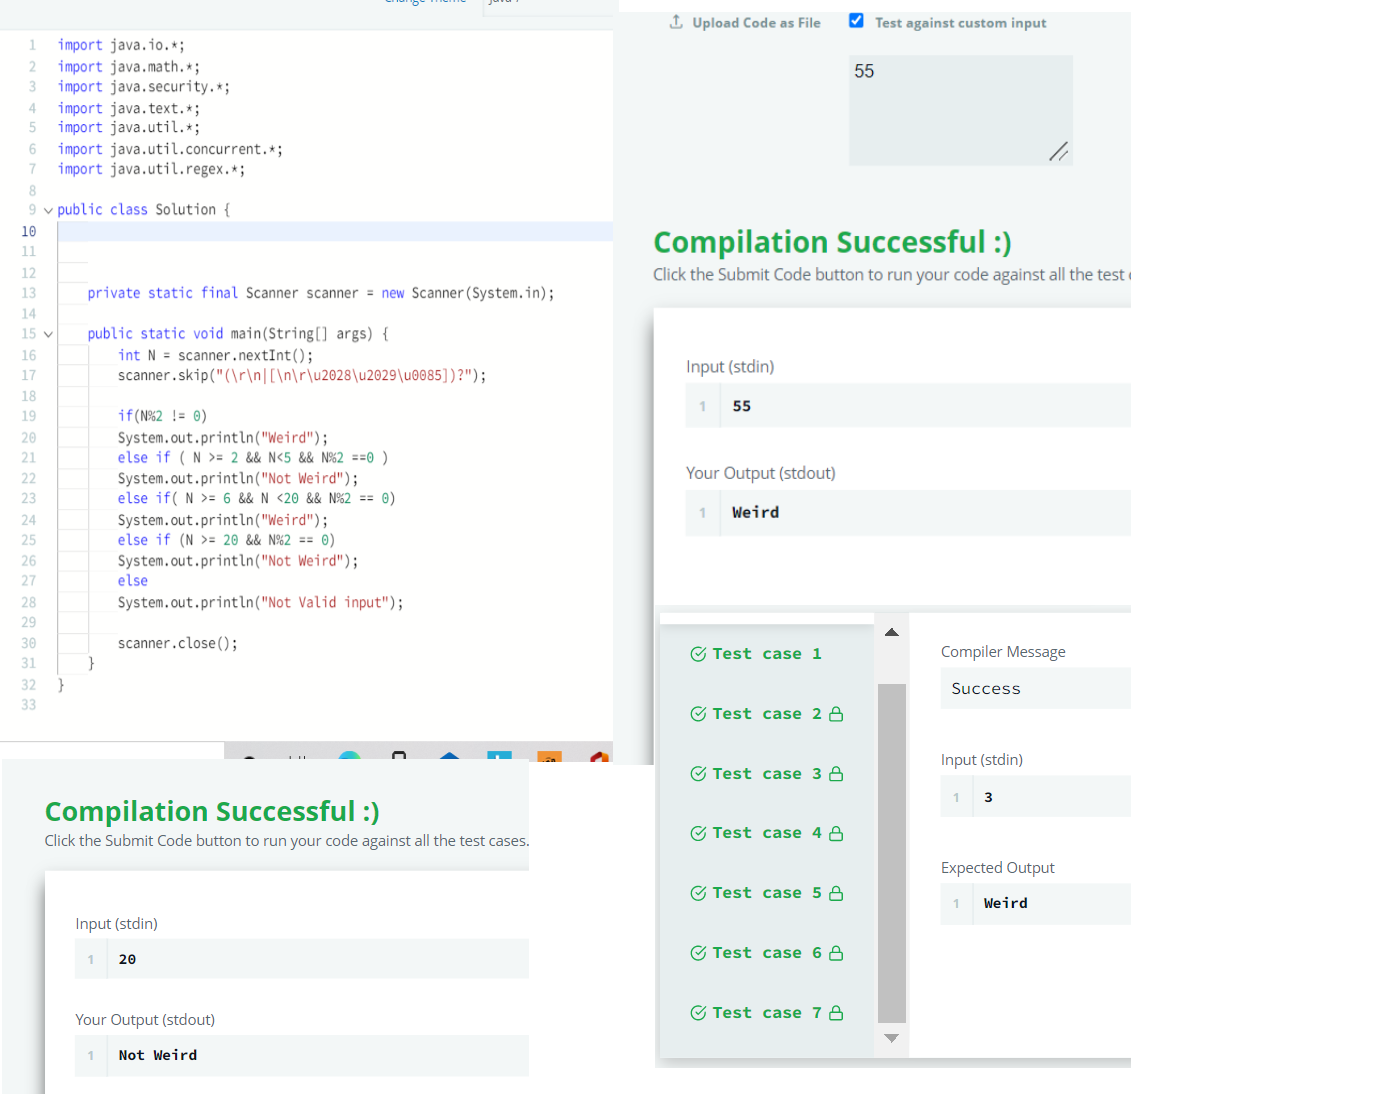 Change Theme Java 7
1 import java.io.*;
2 import java.math.*;
3 import java.security.*;
4 import java.text.*;
5 import java.util.*;
6 import java.util.concurrent.*;
7 import java.util.regex.*;
8
9 public class Solution {
10
11
12
13 private static final Scanner scanner = new Scanner(System.in);
14
15 public static void main(String[] args) {
16 int N = scanner.nextInt();
17 scanner.skip("(\r\n|[\n\r\u2028\u2029\u0085])?");
18
19 if(N%2 != 0)
20 System.out.println("Weird");
21 else if ( N >= 2 && N<5 && N%2 ==0 )
22 System.out.println("Not Weird");
23 else if( N >= 6 && N <20 && N%2 == 0)
24 System.out.println("Weird");
25 else if (N >= 20 && N%2 == 0)
26 System.out.println("Not Weird");
27 else
28 System.out.println("Not Valid input");
29
30 scanner.close();
31 }
32 }
33
Upload Code as File Test against custom input
55
Compilation Successful :)
Click the Submit Code button to run your code against all the test
Input (stdin)
1 55
Your Output (stdout)
1 Weird
Compilation Successful :)
Click the Submit Code button to run your code against all the test cases.
Input (stdin)
1 20
Your Output (stdout)
1 Not Weird
Test case 1
Test case 2
Test case 3
Test case 4
Test case 5
Test case 6
Test case 7
Compiler Message
Success
Input (stdin)
1 3
Expected Output
1 Weird